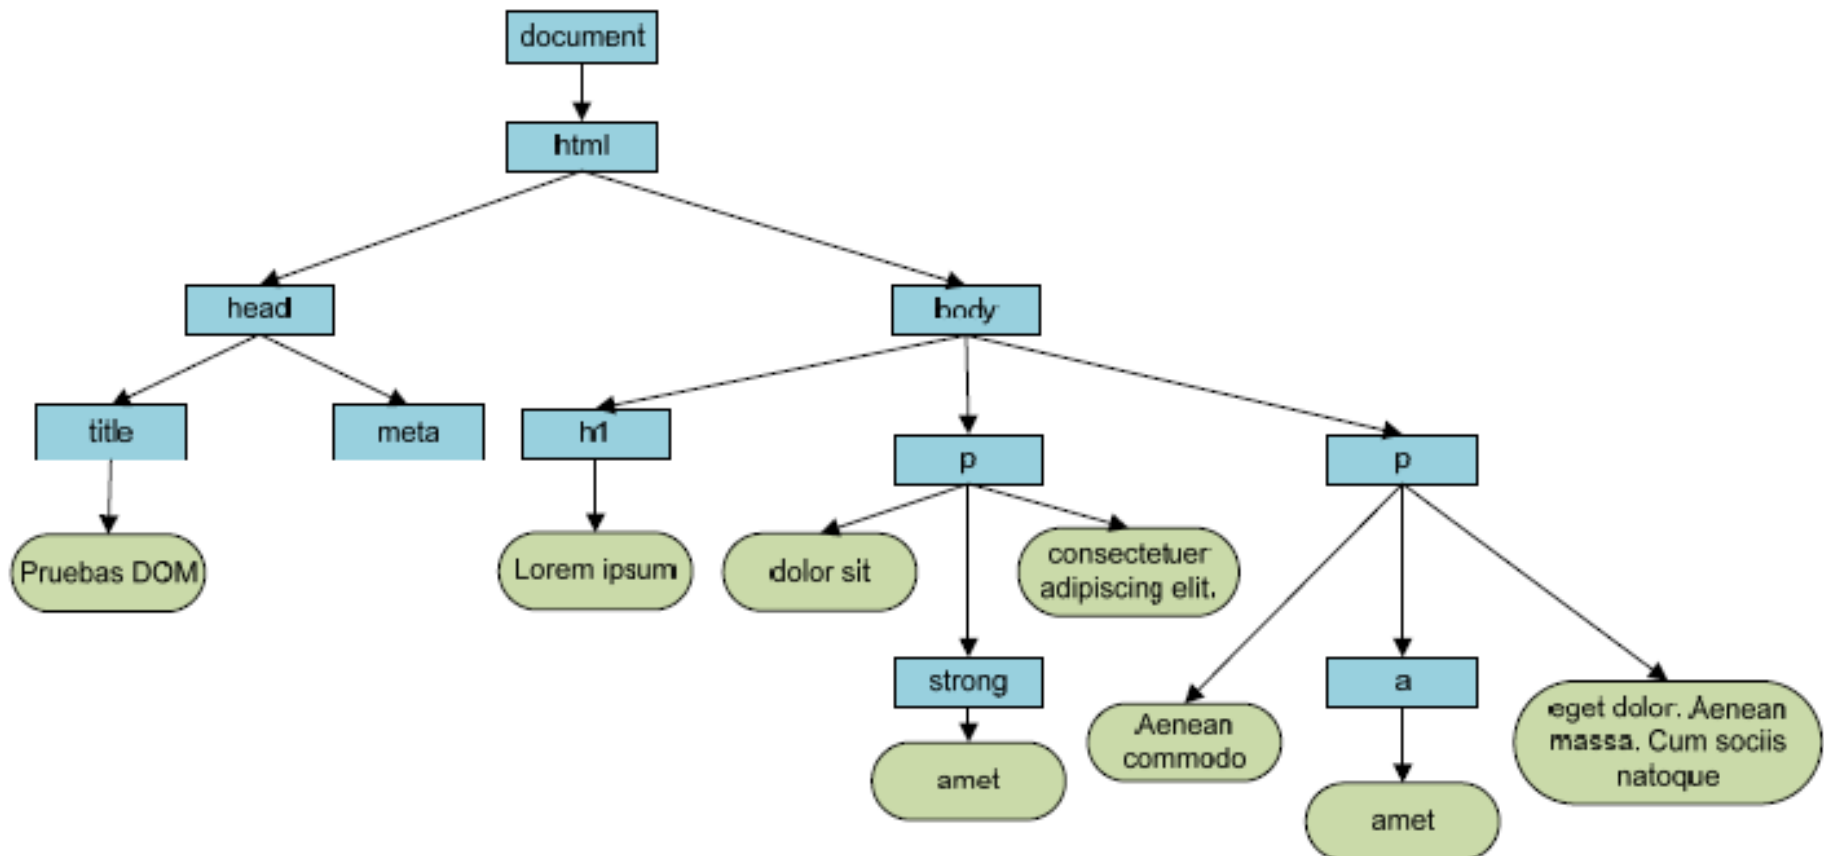 document
html
head
body
title
meta
h1
p
p
Pruebas DOM
Lorem ipsum
dolor sit
consectetuer
adipiscing elit.
strong
a
Aenean
commodo
eget dolor. Aenean
massa. Cum sociis
natoque
amet
amet